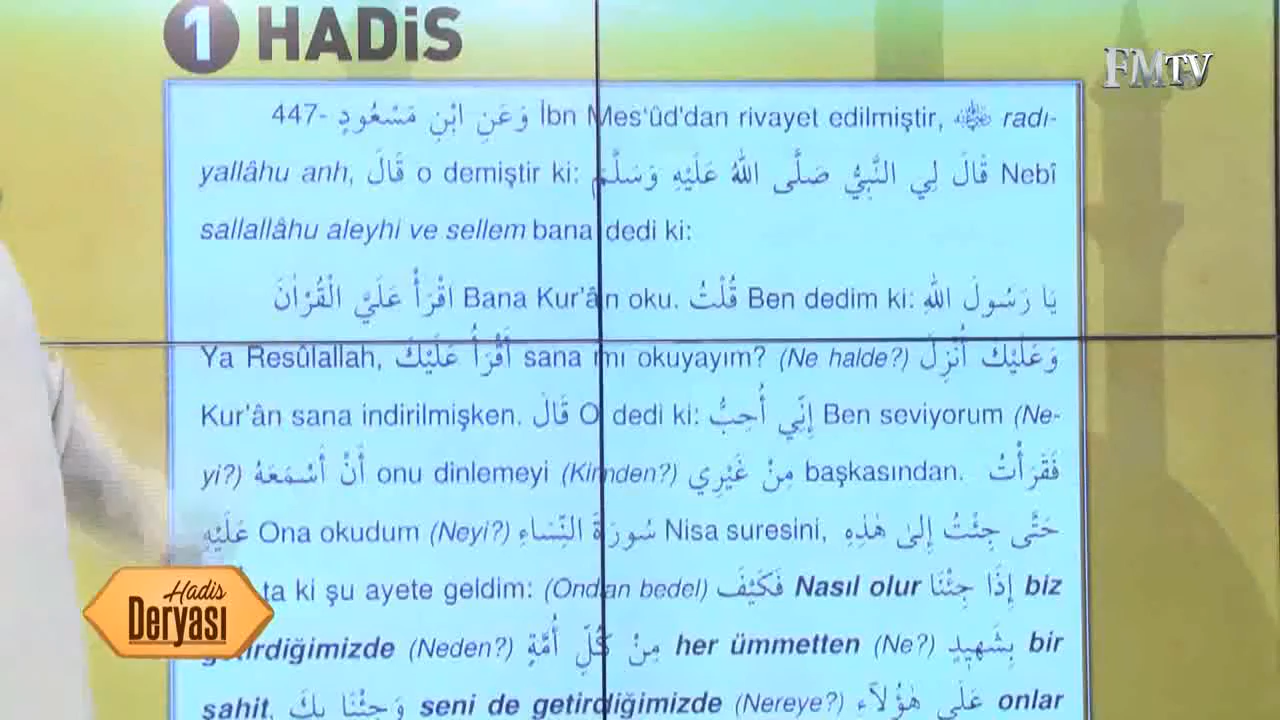 1 HADİS
FMTV
447- وَعَنِ ابْنِ مَسْعُودٍ İbn Mes'ûd'dan rivayet edilmiştir, ﷺ radı-
yallâhu anh, قَالَ o demiştir ki: قَالَ لِي النَّبِيُّ صَلَّى اللّٰهُ عَلَيْهِ وَسَلَّمَ Nebî
sallallâhu aleyhi ve sellem bana dedi ki:
اقْرَأْ عَلَيَّ الْقُرْاٰنَ Bana Kur'ân oku. قُلْتُ Ben dedim ki: يَا رَسُولَ اللّٰهِ
Ya Resûlallah, أَقْرَأُ عَلَيْكَ sana mı okuyayım? (Ne halde?) وَعَلَيْكَ أُنْزِلَ
Kur'ân sana indirilmişken. قَالَ O dedi ki: إِنِّي أُحِبُّ Ben seviyorum (Ne-
yi?) أَنْ أَسْمَعَهُ onu dinlemeyi (Kimden?) مِنْ غَيْرِي başkasından. فَقَرَأْتُ
عَلَيْهِ Ona okudum (Neyi?) سُورَةَ النِّسَاءِ Nisa suresini, حَتَّى جِئْتُ إِلىٰ هٰذِهِ
ta ki şu ayete geldim: (Ondan bedel) فَكَيْفَ Nasıl olur إِذَا جِئْنَا biz
getirdiğimizde (Neden?) مِنْ كُلِّ أُمَّةٍ her ümmetten (Ne?) بِشَهِيدٍ bir
şahit, وَجِئْنَا بِكَ seni de getirdiğimizde (Nereye?) عَلَى هٰؤُلَاءِ onlar
Hadis
Deryası